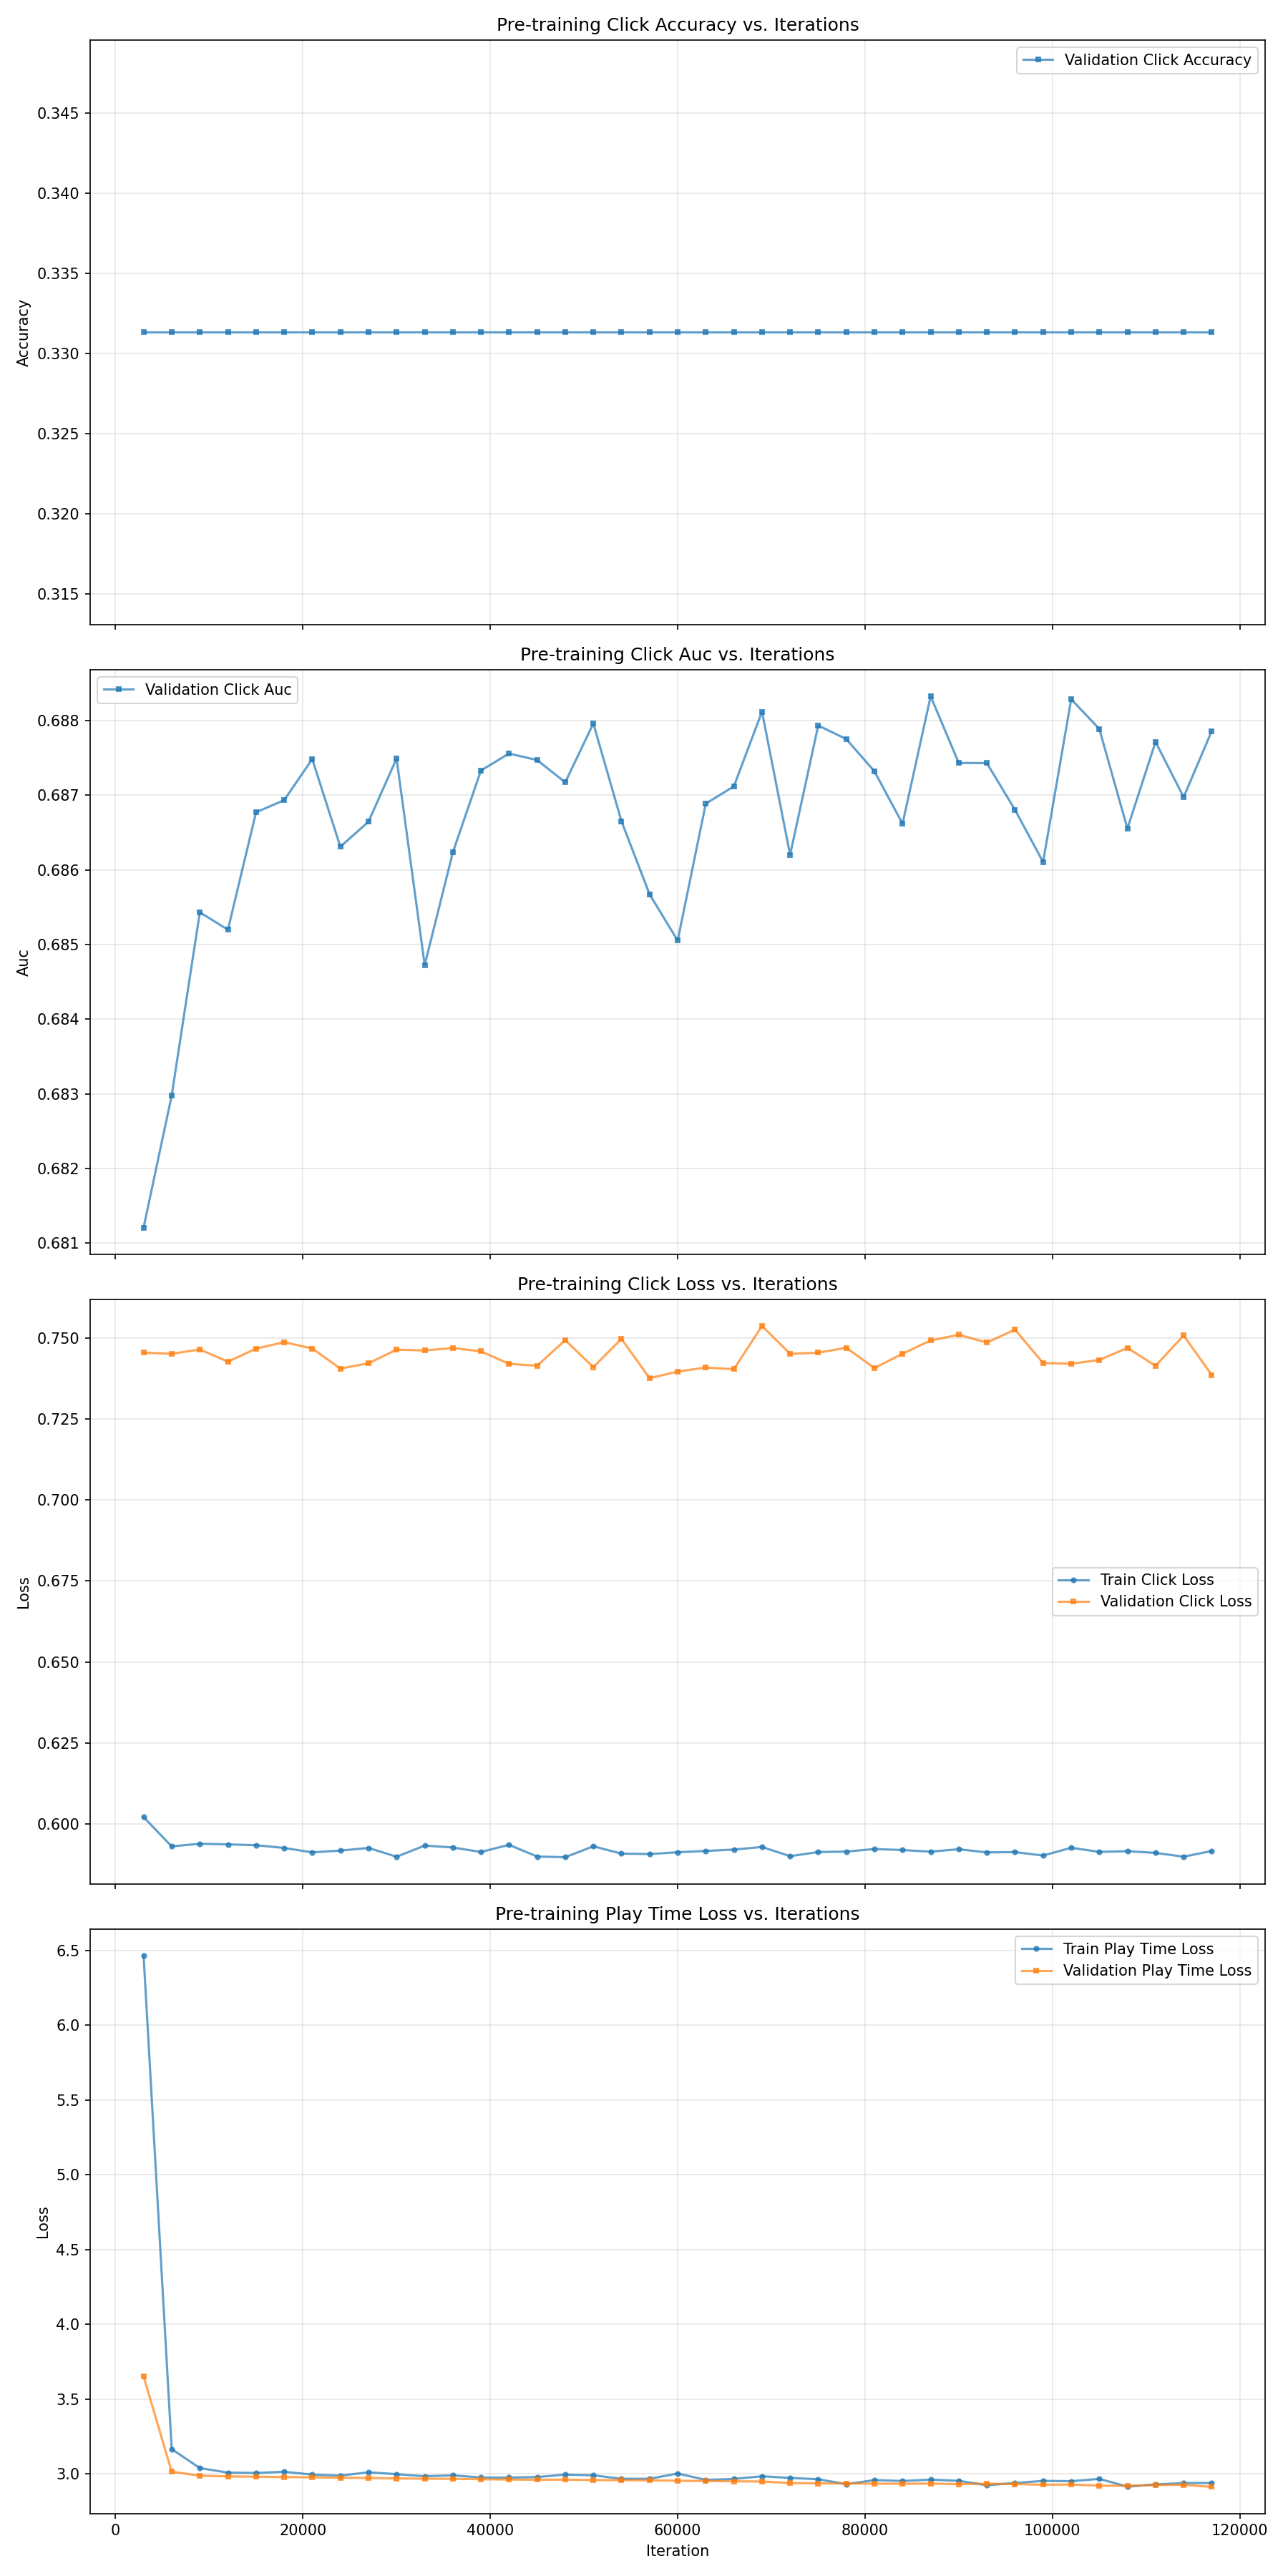 Pre-training Click Accuracy vs. Iterations
Validation Click Accuracy
0.345
0.340
0.335
0.330
0.325
0.320
0.315
Accuracy
Pre-training Click Auc vs. Iterations
Validation Click Auc
0.688
0.687
0.686
0.685
0.684
0.683
0.682
0.681
Auc
Pre-training Click Loss vs. Iterations
0.750
0.725
0.700
0.675
0.650
0.625
0.600
Loss
Train Click Loss
Validation Click Loss
Pre-training Play Time Loss vs. Iterations
Train Play Time Loss
Validation Play Time Loss
6.5
6.0
5.5
5.0
4.5
4.0
3.5
3.0
Loss
0 20000 40000 60000 80000 100000 120000
Iteration